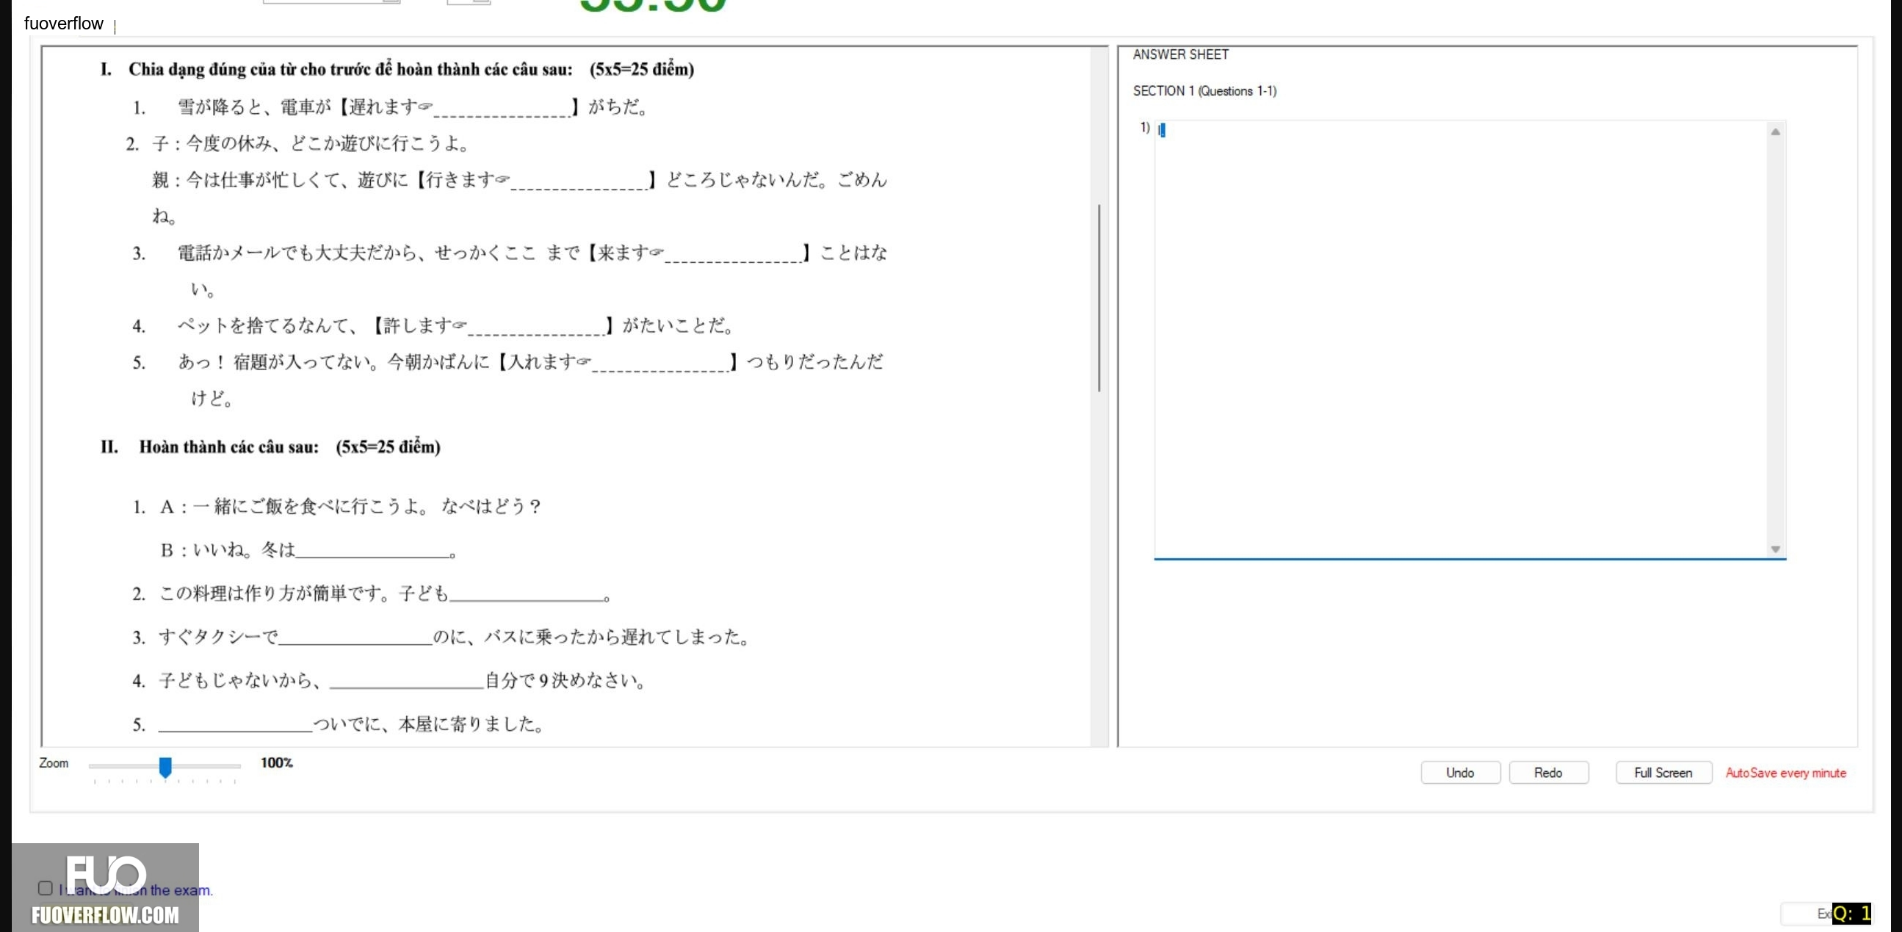 fuoverflow
I. Chia dạng đúng của từ cho trước để hoàn thành các câu sau: (5x5=25 điểm)
1. 雪が降ると、電車が【遅れます☞________________】がちだ。
2. 子：今度の休み、どこか遊びに行こうよ。
親：今は仕事が忙しくて、遊びに【行きます☞________________】どころじゃないんだ。ごめん
ね。
3. 電話かメールでも大丈夫だから、せっかくここ まで【来ます☞________________】ことはな
い。
4. ペットを捨てるなんて、【許します☞________________】がたいことだ。
5. あっ！宿題が入ってない。今朝かばんに【入れます☞________________】つもりだったんだ
けど。
II. Hoàn thành các câu sau: (5x5=25 điểm)
1. A：一緒にご飯を食べに行こうよ。なべはどう？
B：いいね。冬は________________。
2. この料理は作り方が簡単です。子ども________________。
3. すぐタクシーで________________のに、バスに乗ったから遅れてしまった。
4. 子どもじゃないから、________________自分で9決めなさい。
5. ________________ついでに、本屋に寄りました。
ANSWER SHEET
SECTION 1 (Questions 1-1)
1)
Zoom 100%
Undo Redo Full Screen AutoSave every minute
FUO
the exam.
FUOVERFLOW.COM
Q: 1